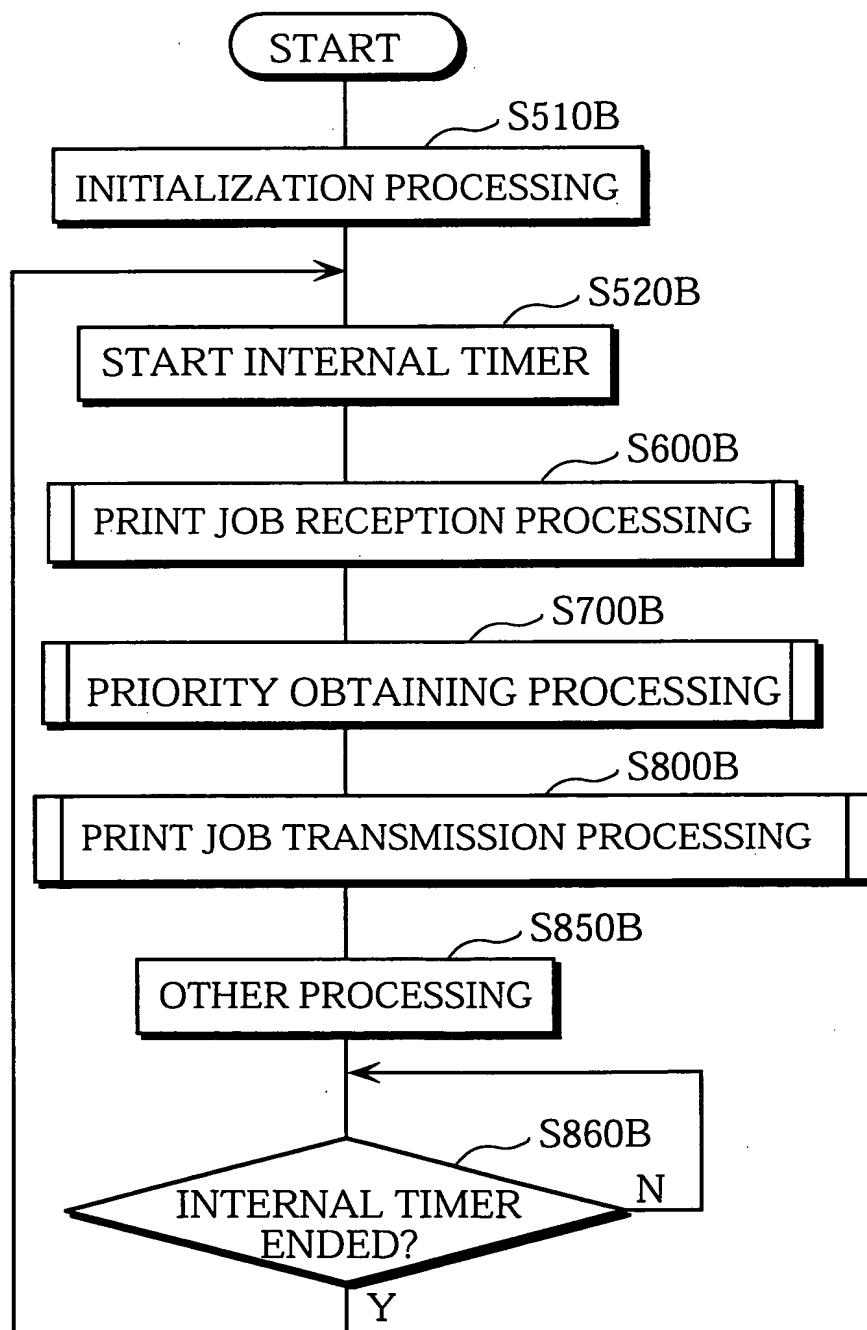 START
S510B
INITIALIZATION PROCESSING
S520B
START INTERNAL TIMER
S600B
PRINT JOB RECEPTION PROCESSING
S700B
PRIORITY OBTAINING PROCESSING
S800B
PRINT JOB TRANSMISSION PROCESSING
S850B
OTHER PROCESSING
S860B
INTERNAL TIMER
ENDED?
N
Y